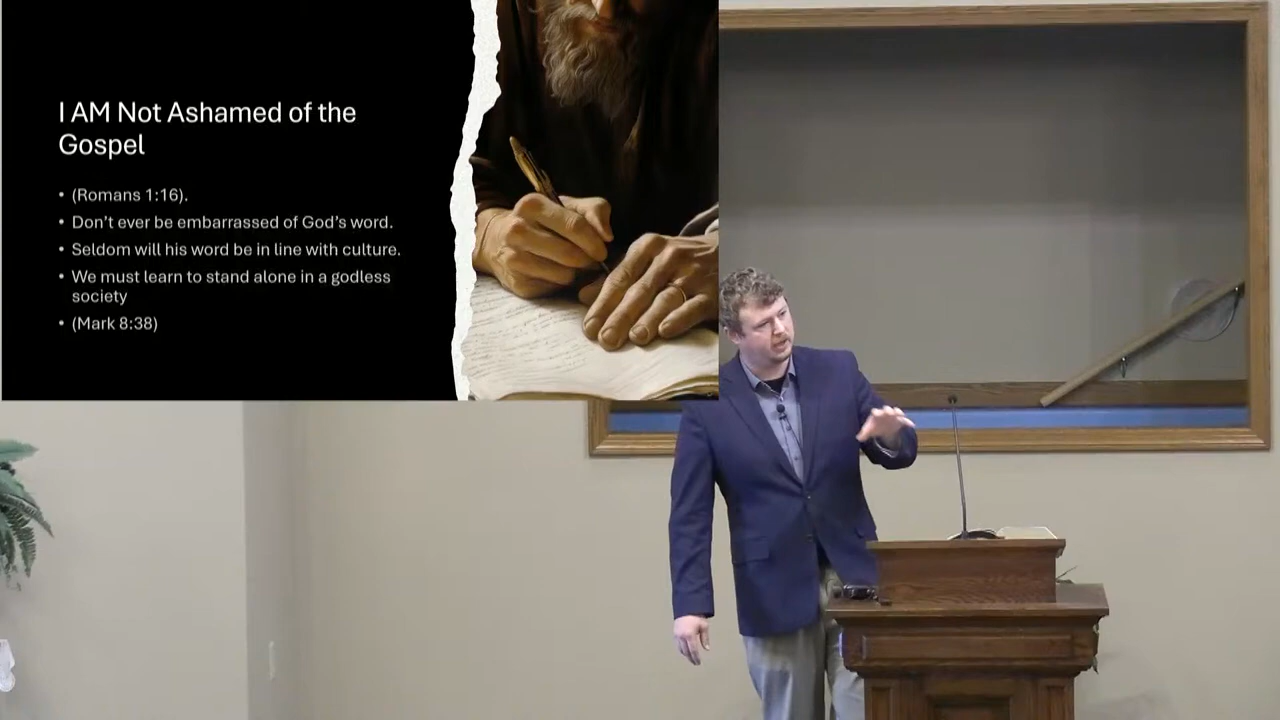 I AM Not Ashamed of the
Gospel
• (Romans 1:16).
• Don't ever be embarrassed of God's word.
• Seldom will his word be in line with culture.
• We must learn to stand alone in a godless
society
• (Mark 8:38)